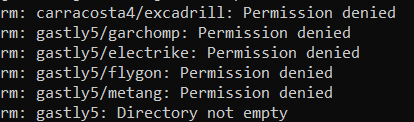 rm: carracosta4/excadrill: Permission denied
rm: gastly5/garchomp: Permission denied
rm: gastly5/electrike: Permission denied
rm: gastly5/flygon: Permission denied
rm: gastly5/metang: Permission denied
rm: gastly5: Directory not empty